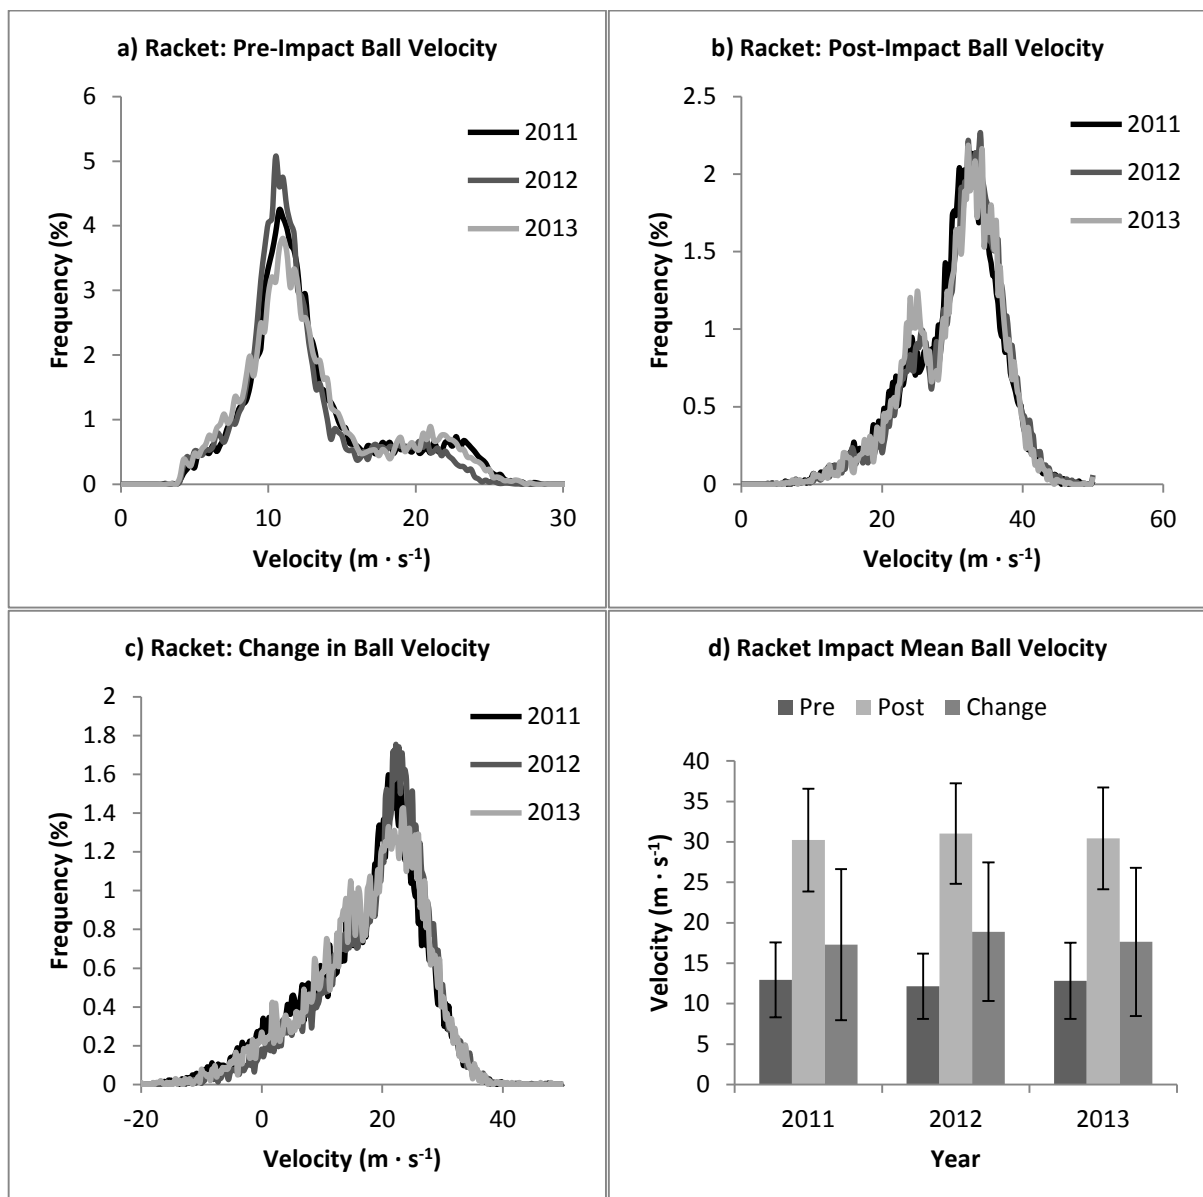 a) Racket: Pre-Impact Ball Velocity
6
5
4
3
2
1
0
Frequency (%)
2011
2012
2013
0 10 20 30
Velocity (m · s⁻¹)
b) Racket: Post-Impact Ball Velocity
2.5
2
1.5
1
0.5
0
Frequency (%)
2011
2012
2013
0 20 40 60
Velocity (m · s⁻¹)
c) Racket: Change in Ball Velocity
2
1.8
1.6
1.4
1.2
1
0.8
0.6
0.4
0.2
0
Frequency (%)
2011
2012
2013
-20 0 20 40
Velocity (m · s⁻¹)
d) Racket Impact Mean Ball Velocity
Pre Post Change
40
35
30
25
20
15
10
5
0
Velocity (m · s⁻¹)
2011 2012 2013
Year